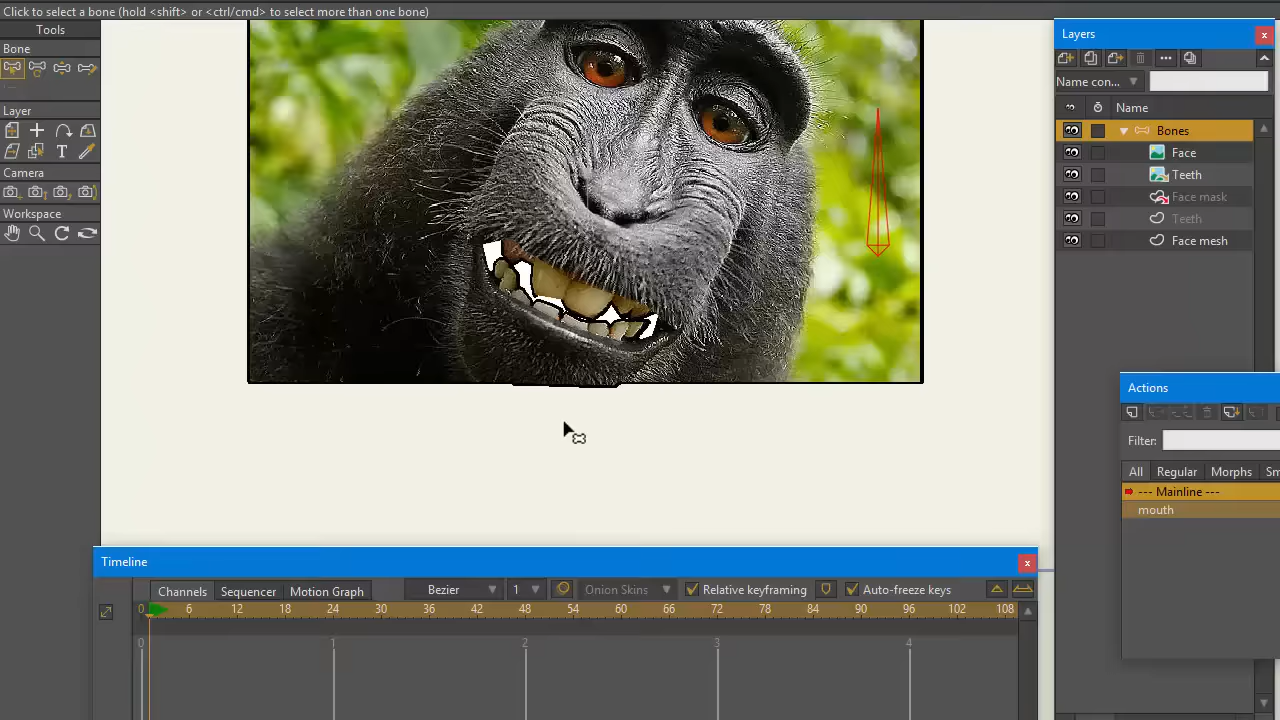 Click to select a bone (hold <shift> or <ctrl/cmd> to select more than one bone)
Tools
Bone
Layer
Camera
Workspace
Layers x
Name con...
Name
Bones
Face
Teeth
Face mask
Teeth
Face mesh
Actions
Filter:
All Regular Morphs Sm
--- Mainline ---
mouth
Timeline x
Channels Sequencer Motion Graph Bezier 1 Onion Skins Relative keyframing Auto-freeze keys
0 6 12 18 24 30 36 42 48 54 60 66 72 78 84 90 96 102 108
0 1 2 3 4